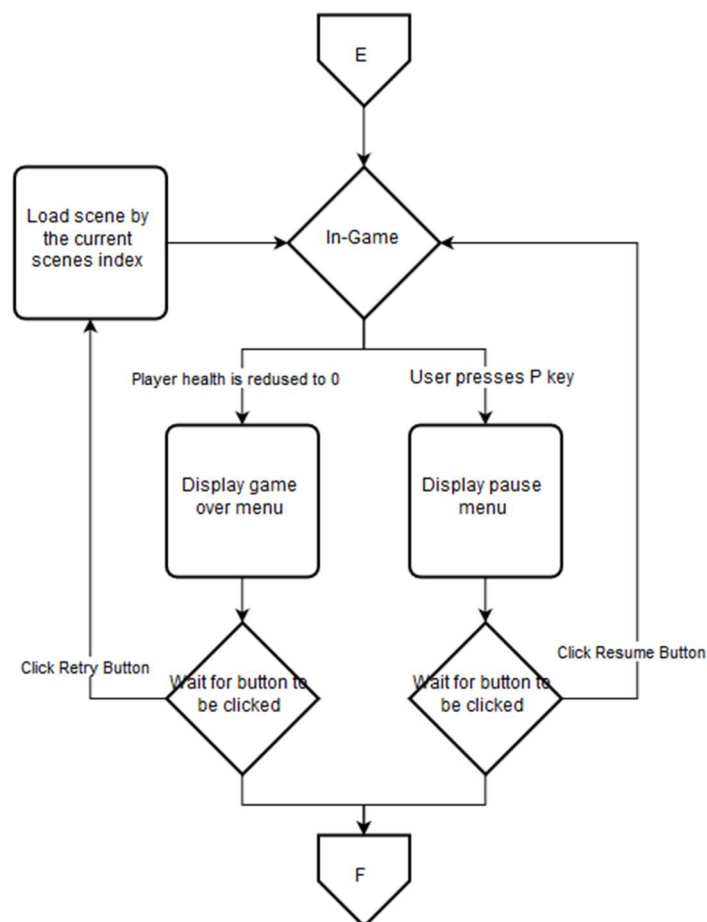 E
Load scene by
the current
scenes index
In-Game
Player health is redused to 0
User presses P key
Display game
over menu
Display pause
menu
Click Retry Button
Click Resume Button
Wait for button to
be clicked
Wait for button to
be clicked
F